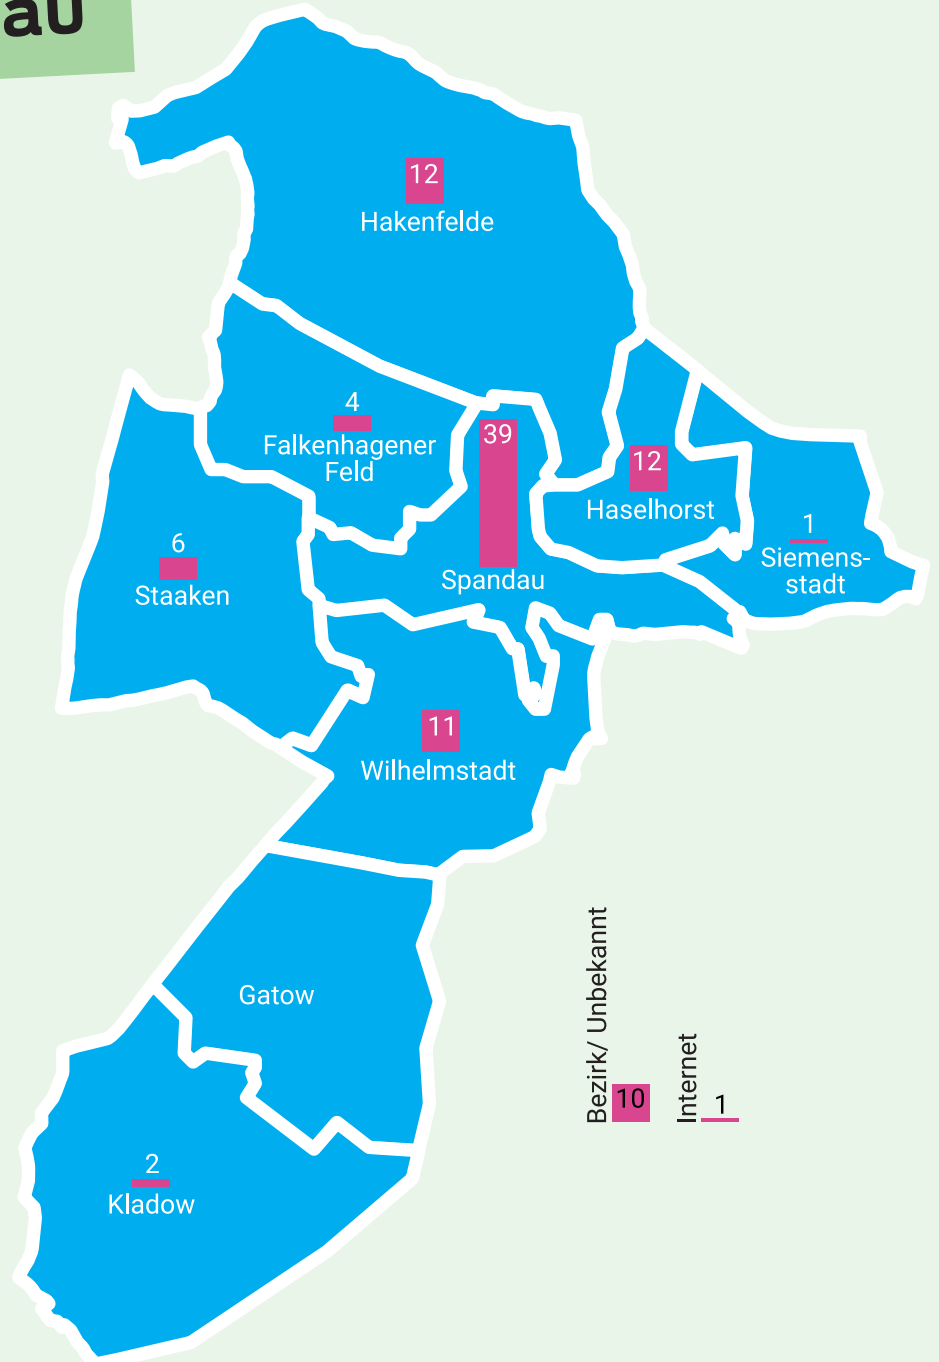 au
12
Hakenfelde
4
Falkenhagener
Feld
39
Spandau
12
Haselhorst
1
Siemens-
stadt
6
Staaken
11
Wilhelmstadt
Gatow
2
Kladow
Bezirk/ Unbekannt
10
Internet
1